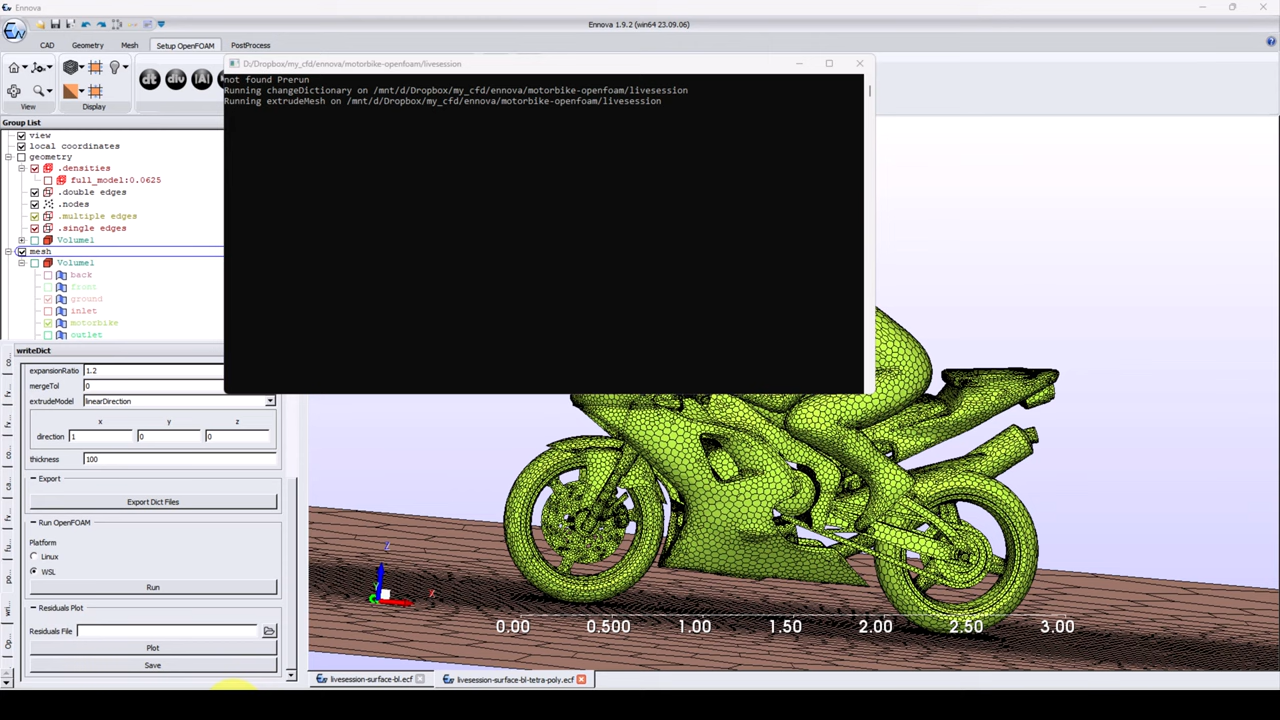 Ennova
Ennova 1.9.2 (win64 23.09.06)
CAD Geometry Mesh Setup OpenFOAM PostProcess
dt div |A|
View Display
D:/Dropbox/my_cfd/ennova/motorbike-openfoam/livesession
not found Prerun
Running changeDictionary on /mnt/d/Dropbox/my_cfd/ennova/motorbike-openfoam/livesession
Running extrudeMesh on /mnt/d/Dropbox/my_cfd/ennova/motorbike-openfoam/livesession
Group List
view
local coordinates
geometry
.densities
full_model:0.0625
.double edges
.nodes
.multiple edges
.single edges
Volume1
mesh
Volume1
back
front
ground
inlet
motorbike
outlet
writeDict
expansionRatio 1.2
mergeTol 0
extrudeModel linearDirection
x y z
direction 1 0 0
thickness 100
Export
Export Dict Files
Run OpenFOAM
Platform
Linux
WSL
Run
Residuals Plot
Residuals File
Plot
Save
Z
X
0.00 0.500 1.00 1.50 2.00 2.50 3.00
livesession-surface-bl.ecf livesession-surface-bl-tetra-poly.ecf